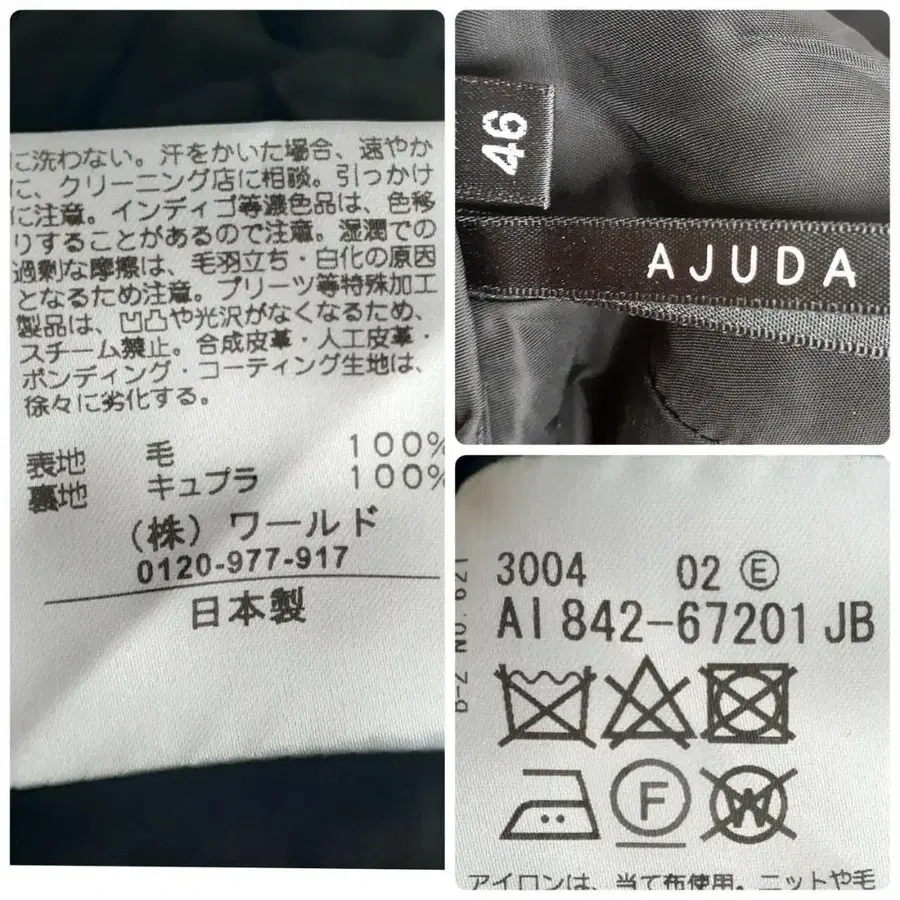 に洗わない。汗をかいた場合、速やか
に、クリーニング店に相談。引っかけ
に注意。インディゴ等濃色品は、色移
りすることがあるので注意。湿潤での
過剰な摩擦は、毛羽立ち・白化の原因
となるため注意。プリーツ等特殊加工
製品は、凹凸や光沢がなくなるため、
スチーム禁止。合成皮革・人工皮革・
ボンディング・コーティング生地は、
徐々に劣化する。
表地 毛 100%
裏地 キュプラ 100%
(株) ワールド
0120-977-917
日本製
46
AJUDA
3004 02 Ⓔ
AI 842-67201 JB
F
W
アイロンは、当て布使用。ニットや毛